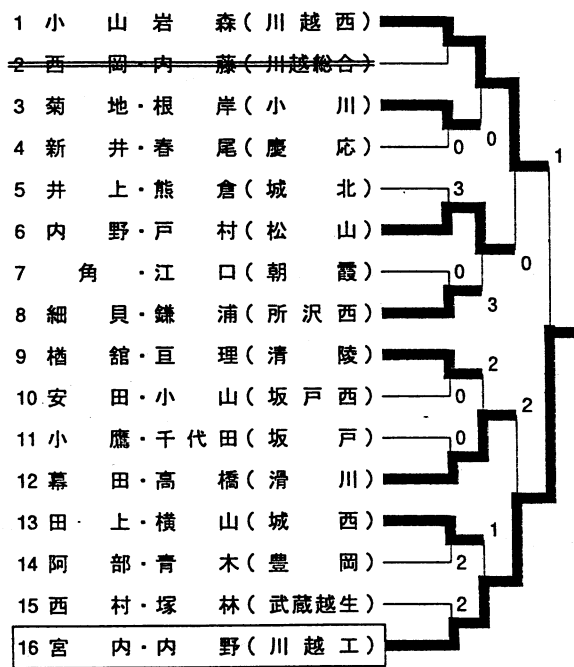 1 小山岩森(川越西)
2 西岡・内藤(川越総合)
3 菊地・根岸(小川)
4 新井・春尾(慶応)
5 井上・熊倉(城北)
6 内野・戸村(松山)
7 角・江口(朝霞)
8 細貝・鎌浦(所沢西)
9 楢舘・亘理(清陵)
10 安田・小山(坂戸西)
11 小鷹・千代田(坂戸)
12 幕田・高橋(滑川)
13 田上・横山(城西)
14 阿部・青木(豊岡)
15 西村・塚林(武蔵越生)
16 宮内・内野(川越工)
0
0
1
3
0
0
3
2
0
2
0
1
2
2